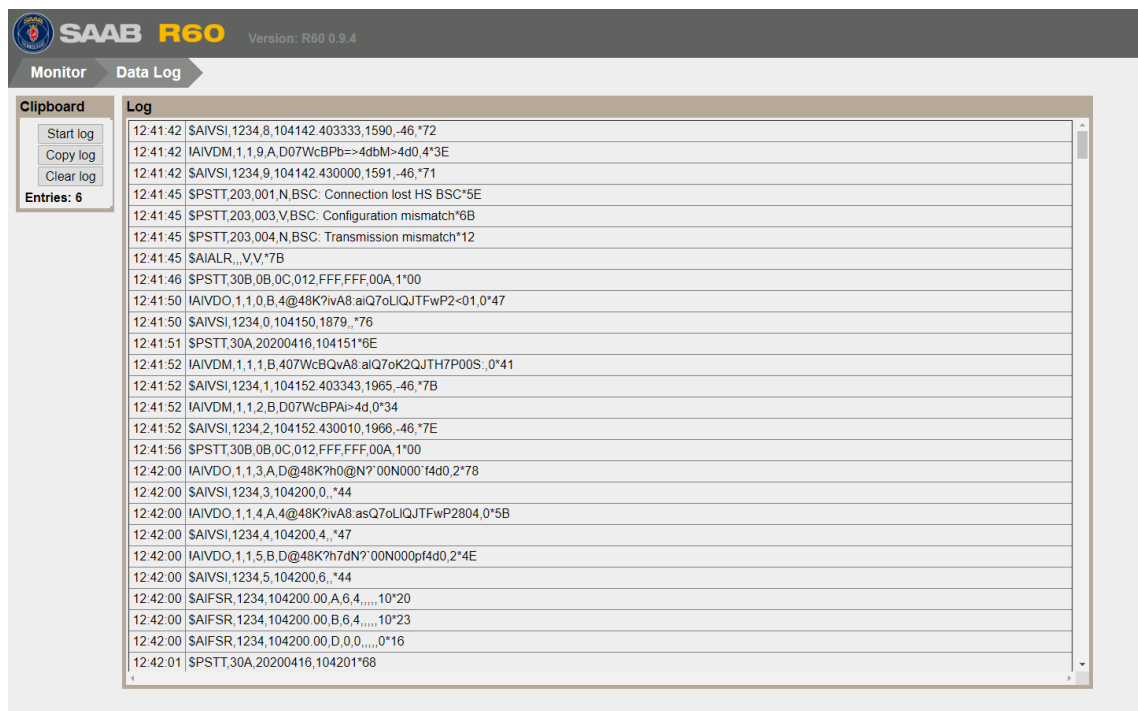 SAAB R60 Version: R60 0.9.4
Monitor Data Log
Clipboard
Start log
Copy log
Clear log
Entries: 6
Log
12:41:42 $AIVSI,1234,8,104142.403333,1590,-46,*72
12:41:42 !AIVDM,1,1,9,A,D07WcBPb=>4dbM>4d0,4*3E
12:41:42 $AIVSI,1234,9,104142.430000,1591,-46,*71
12:41:45 $PSTT,203,001,N,BSC: Connection lost HS BSC*5E
12:41:45 $PSTT,203,003,V,BSC: Configuration mismatch*6B
12:41:45 $PSTT,203,004,N,BSC: Transmission mismatch*12
12:41:45 $AIALR,,,V,V,*7B
12:41:46 $PSTT,30B,0B,0C,012,FFF,FFF,00A,1*00
12:41:50 !AIVDO,1,1,0,B,4@48K?ivA8:aiQ7oLlQJTFwP2<01,0*47
12:41:50 $AIVSI,1234,0,104150,1879,,*76
12:41:51 $PSTT,30A,20200416,104151*6E
12:41:52 !AIVDM,1,1,1,B,407WcBQvA8:alQ7oK2QJTH7P00S:,0*41
12:41:52 $AIVSI,1234,1,104152.403343,1965,-46,*7B
12:41:52 !AIVDM,1,1,2,B,D07WcBPAi>4d,0*34
12:41:52 $AIVSI,1234,2,104152.430010,1966,-46,*7E
12:41:56 $PSTT,30B,0B,0C,012,FFF,FFF,00A,1*00
12:42:00 !AIVDO,1,1,3,A,D@48K?h0@N?`00N000`f4d0,2*78
12:42:00 $AIVSI,1234,3,104200,0,,*44
12:42:00 !AIVDO,1,1,4,A,4@48K?ivA8:asQ7oLlQJTFwP2804,0*5B
12:42:00 $AIVSI,1234,4,104200,4,,*47
12:42:00 !AIVDO,1,1,5,B,D@48K?h7dN?`00N000pf4d0,2*4E
12:42:00 $AIVSI,1234,5,104200,6,,*44
12:42:00 $AIFSR,1234,104200.00,A,6,4,,,,,10*20
12:42:00 $AIFSR,1234,104200.00,B,6,4,,,,,10*23
12:42:00 $AIFSR,1234,104200.00,D,0,0,,,,,0*16
12:42:01 $PSTT,30A,20200416,104201*68